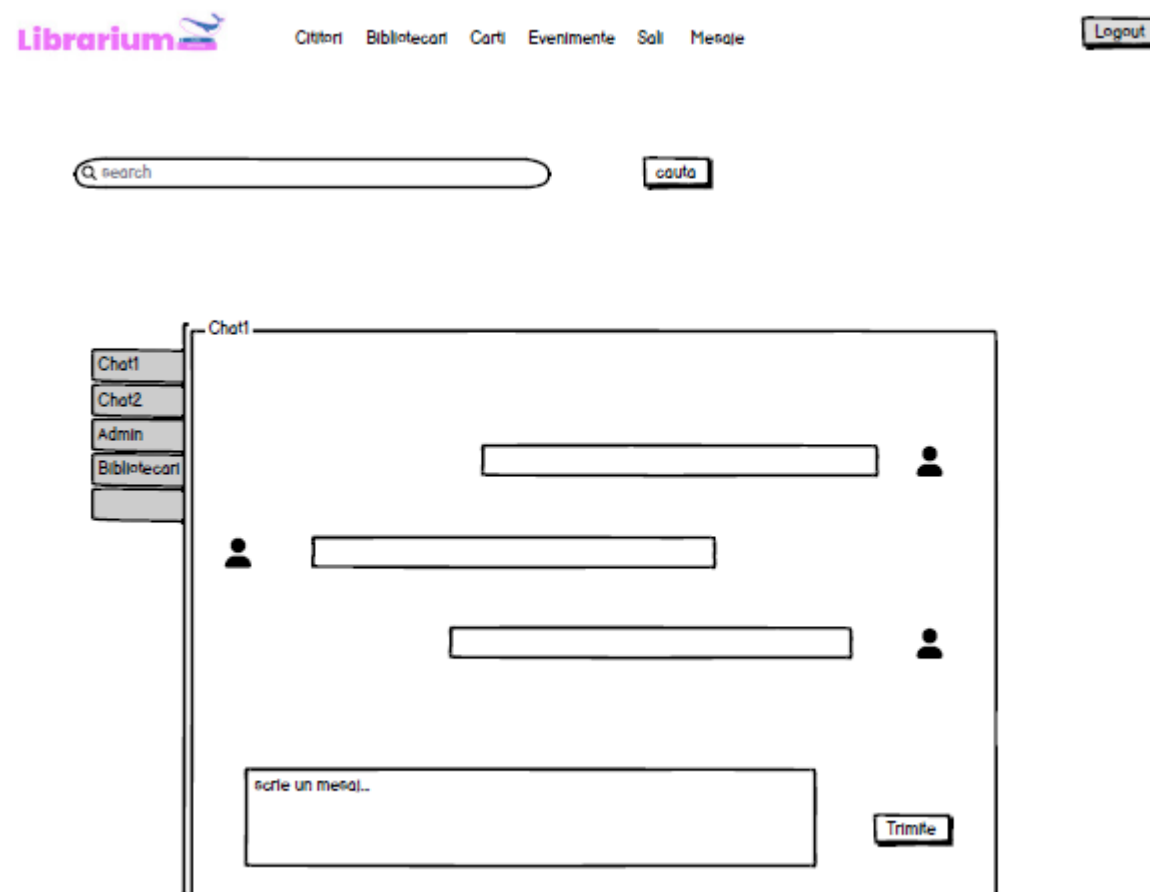 Librarium Cititori Bibliotecari Carti Evenimente Sali Mesaje Logout
search cauta
Chat1
Chat1
Chat2
Admin
Bibliotecari
scrie un mesaj...
Trimite